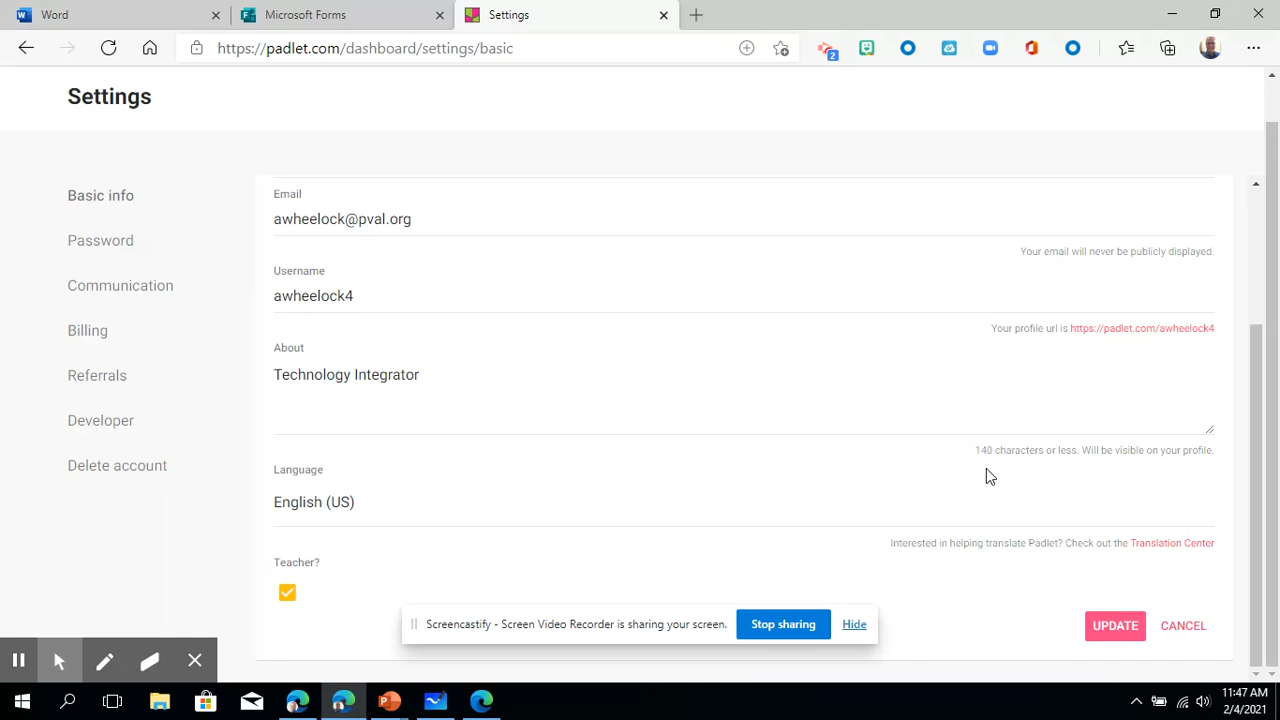 Word
Microsoft Forms
Settings
https://padlet.com/dashboard/settings/basic
2
Settings
Basic info
Password
Communication
Billing
Referrals
Developer
Delete account
Email
awheelock@pval.org
Your email will never be publicly displayed.
Username
awheelock4
Your profile url is https://padlet.com/awheelock4
About
Technology Integrator
140 characters or less. Will be visible on your profile.
Language
English (US)
Interested in helping translate Padlet? Check out the Translation Center
Teacher?
Screencastify - Screen Video Recorder is sharing your screen. Stop sharing Hide
UPDATE CANCEL
11:47 AM
2/4/2021